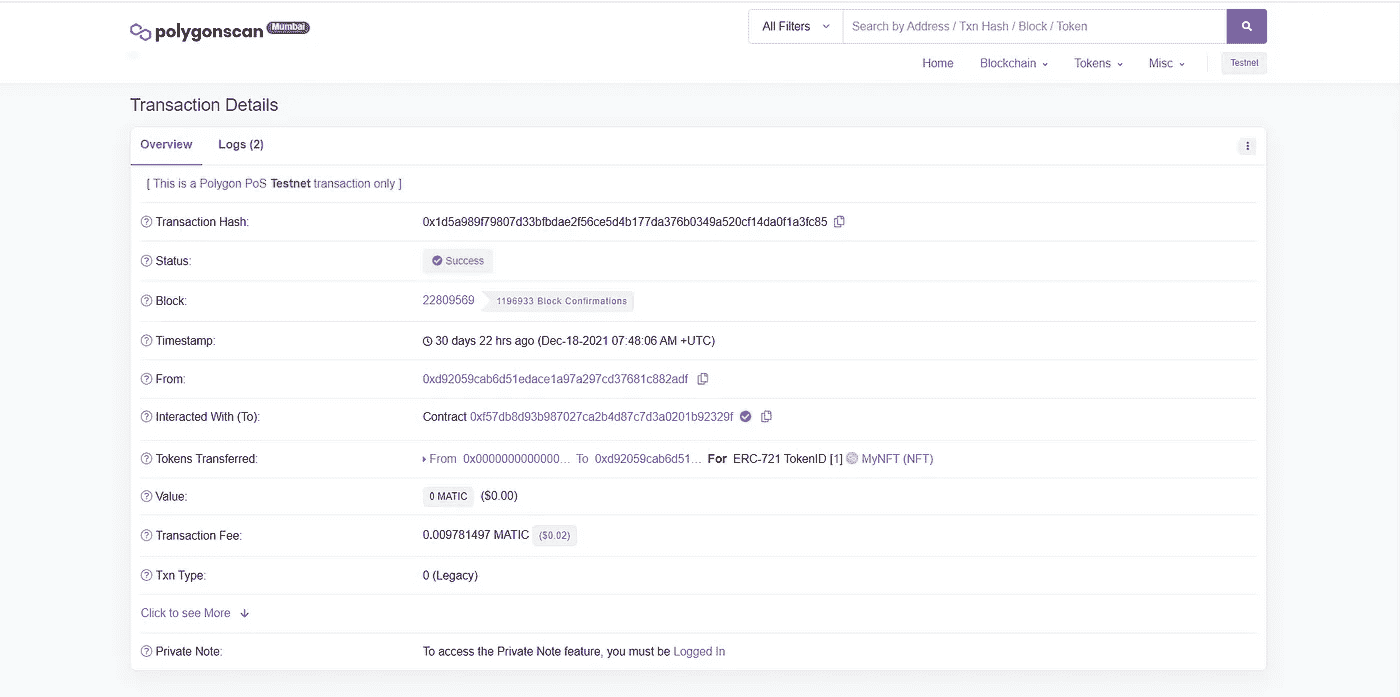 polygonscan Mumbai
All Filters Search by Address / Txn Hash / Block / Token
Home Blockchain Tokens Misc Testnet
Transaction Details
Overview Logs (2)
[ This is a Polygon PoS Testnet transaction only ]
Transaction Hash: 0x1d5a989f79807d33bfbdae2f56ce5d4b177da376b0349a520cf14da0f1a3fc85
Status: Success
Block: 22809569 1196933 Block Confirmations
Timestamp: 30 days 22 hrs ago (Dec-18-2021 07:48:06 AM +UTC)
From: 0xd92059cab6d51edace1a97a297cd37681c882adf
Interacted With (To): Contract 0xf57db8d93b987027ca2b4d87c7d3a0201b92329f
Tokens Transferred: From 0x0000000000000... To 0xd92059cab6d51... For ERC-721 TokenID [1] MyNFT (NFT)
Value: 0 MATIC ($0.00)
Transaction Fee: 0.009781497 MATIC ($0.02)
Txn Type: 0 (Legacy)
Click to see More
Private Note: To access the Private Note feature, you must be Logged In